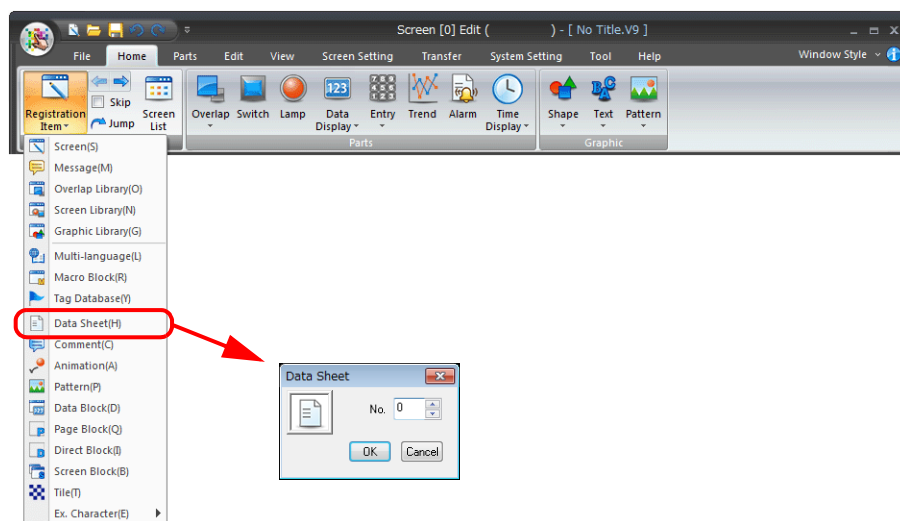 Screen [0] Edit ( ) - [ No Title.V9 ]
File Home Parts Edit View Screen Setting Transfer System Setting Tool Help Window Style
Registration Item
Skip
Jump
Screen List
Overlap
Switch
Lamp
123
Data Display
Entry
Trend
Alarm
Time Display
Shape
Text
Pattern
Parts
Graphic
Screen(S)
Message(M)
Overlap Library(O)
Screen Library(N)
Graphic Library(G)
Multi-language(L)
Macro Block(R)
Tag Database(Y)
Data Sheet(H)
Comment(C)
Animation(A)
Pattern(P)
Data Block(D)
Page Block(Q)
Direct Block(I)
Screen Block(B)
Tile(T)
Ex. Character(E)
Data Sheet
No. 0
OK Cancel